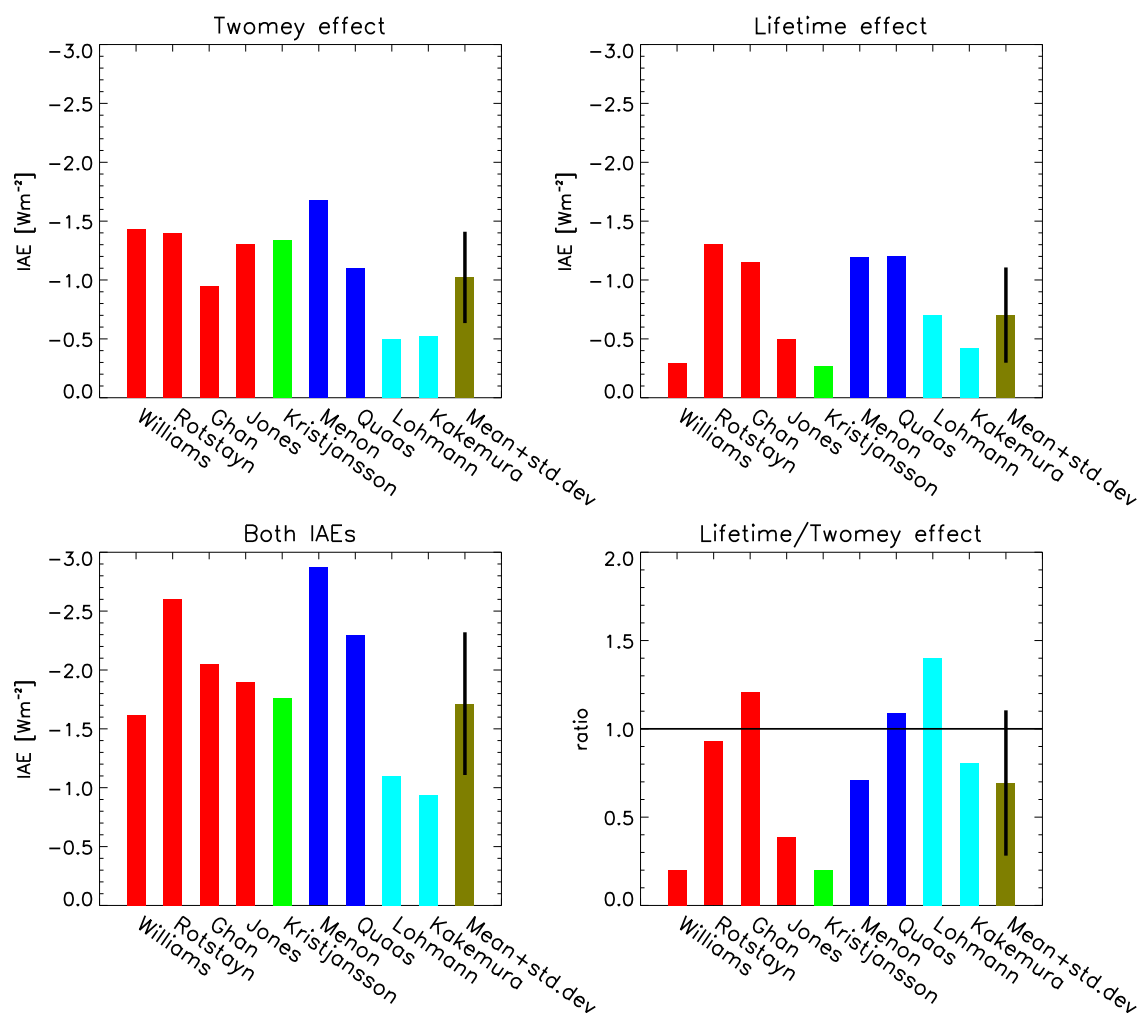 Twomey effect
IAE [Wm⁻²]
-3.0
-2.5
-2.0
-1.5
-1.0
-0.5
0.0
Williams
Rotstayn
Ghan
Jones
Kristjansson
Menon
Quaas
Lohmann
Kakemura
Mean+std.dev
Lifetime effect
IAE [Wm⁻²]
-3.0
-2.5
-2.0
-1.5
-1.0
-0.5
0.0
Williams
Rotstayn
Ghan
Jones
Kristjansson
Menon
Quaas
Lohmann
Kakemura
Mean+std.dev
Both IAEs
IAE [Wm⁻²]
-3.0
-2.5
-2.0
-1.5
-1.0
-0.5
0.0
Williams
Rotstayn
Ghan
Jones
Kristjansson
Menon
Quaas
Lohmann
Kakemura
Mean+std.dev
Lifetime/Twomey effect
ratio
2.0
1.5
1.0
0.5
0.0
Williams
Rotstayn
Ghan
Jones
Kristjansson
Menon
Quaas
Lohmann
Kakemura
Mean+std.dev